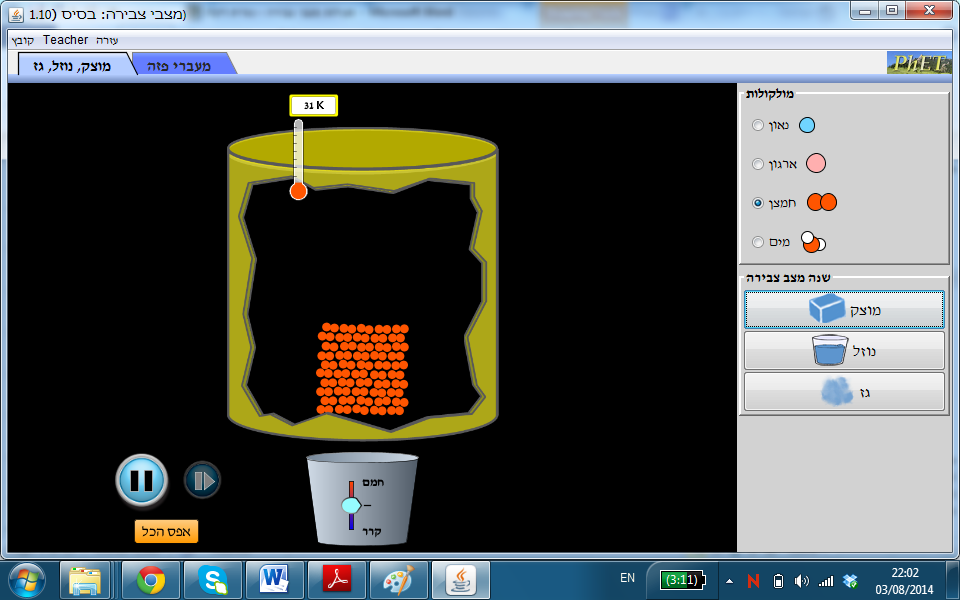 מצבי צבירה: בסיס (1.10)
קובץ Teacher עזרה
מוצק, נוזל, גז
מעברי פזה
PhET
31 K
מולקולות
נאון
ארגון
חמצן
מים
שנה מצב צבירה
מוצק
נוזל
גז
חמם
קרר
אפס הכל
EN
(3:11)
22:02
03/08/2014